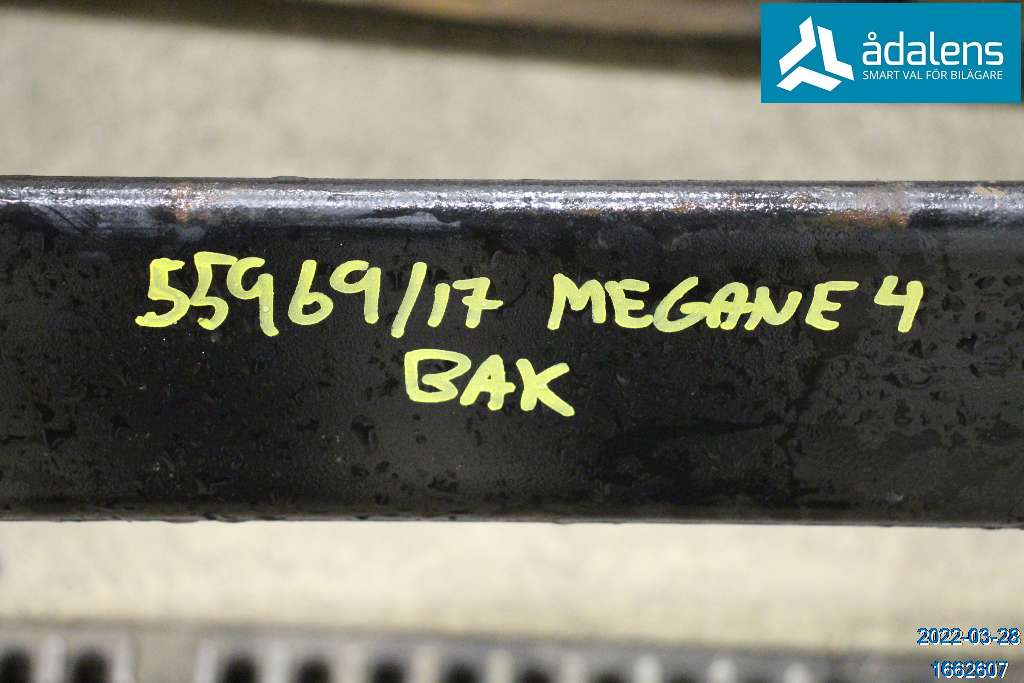 ådalens
SMART VAL FÖR BILÄGARE
55969/17 MEGANE 4
BAK
2022-03-28
1662607